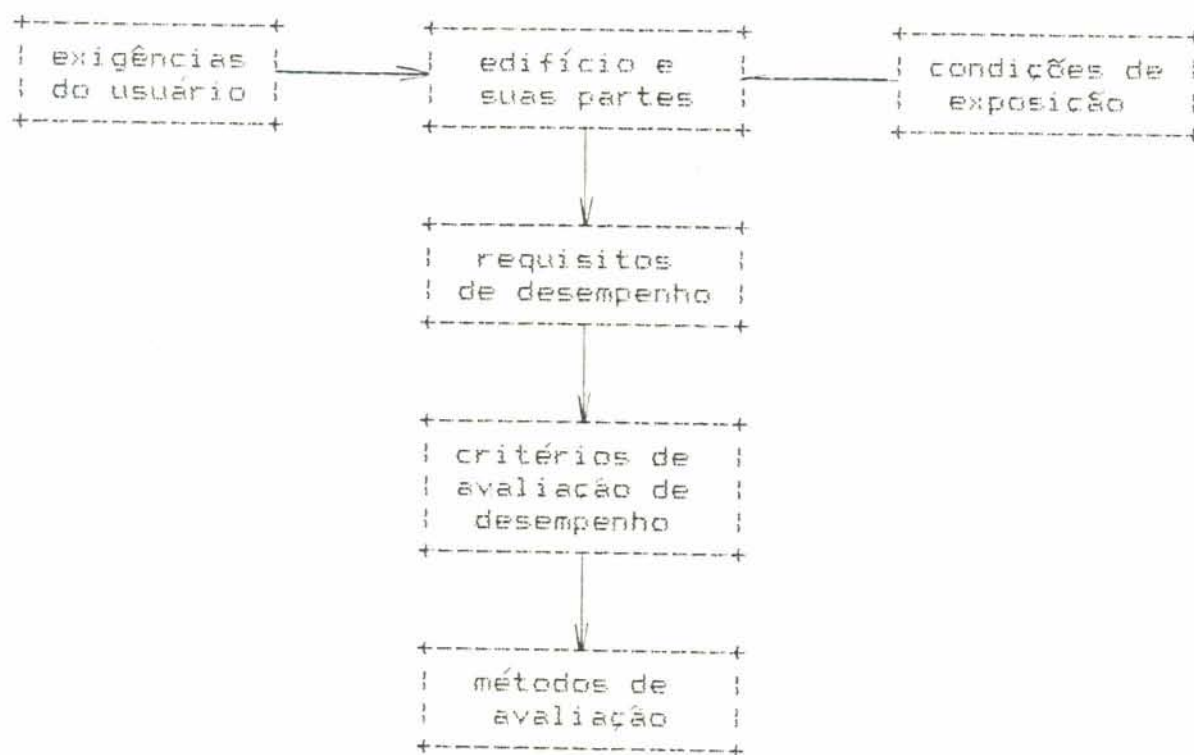 exigências
do usuário
edifício e
suas partes
condições de
exposição
requisitos
de desempenho
critérios de
avaliação de
desempenho
métodos de
avaliação